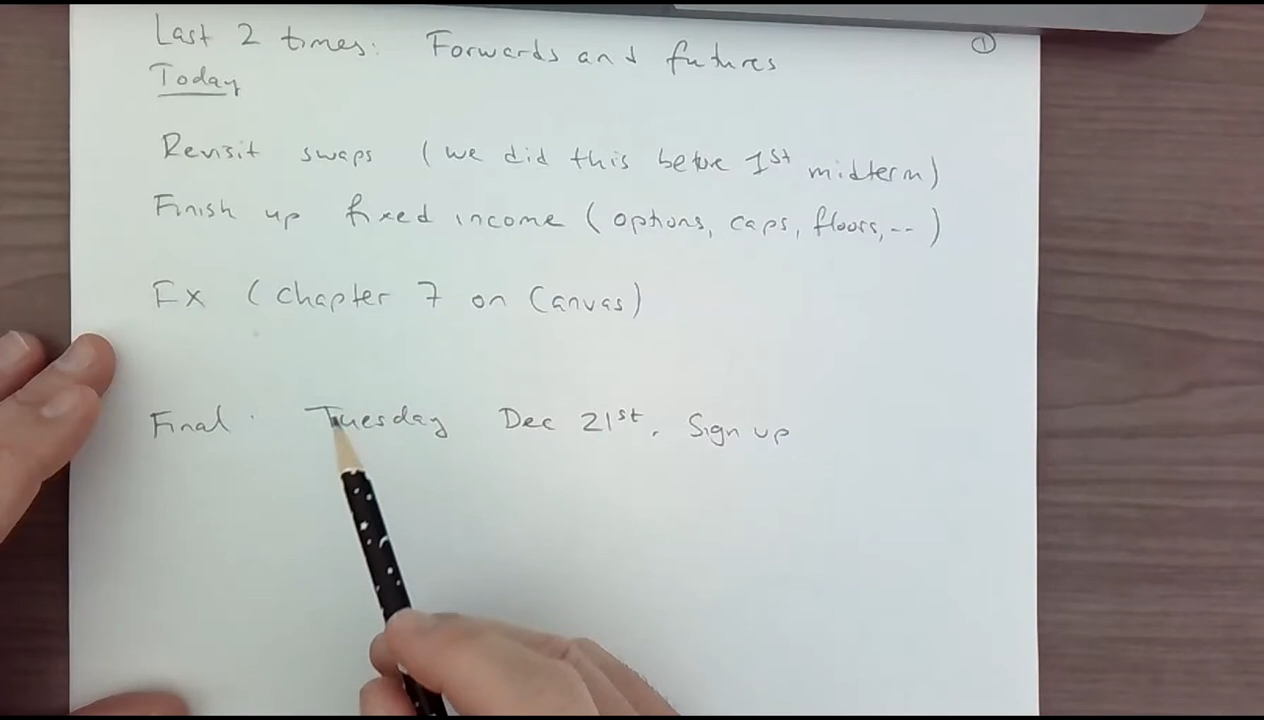 Last 2 times: Forwards and futures
①
Today
Revisit swaps (we did this before 1st midterm)
Finish up fixed income (options, caps, floors, -- )
FX (chapter 7 on Canvas)
Final. Tuesday Dec 21st. Sign up